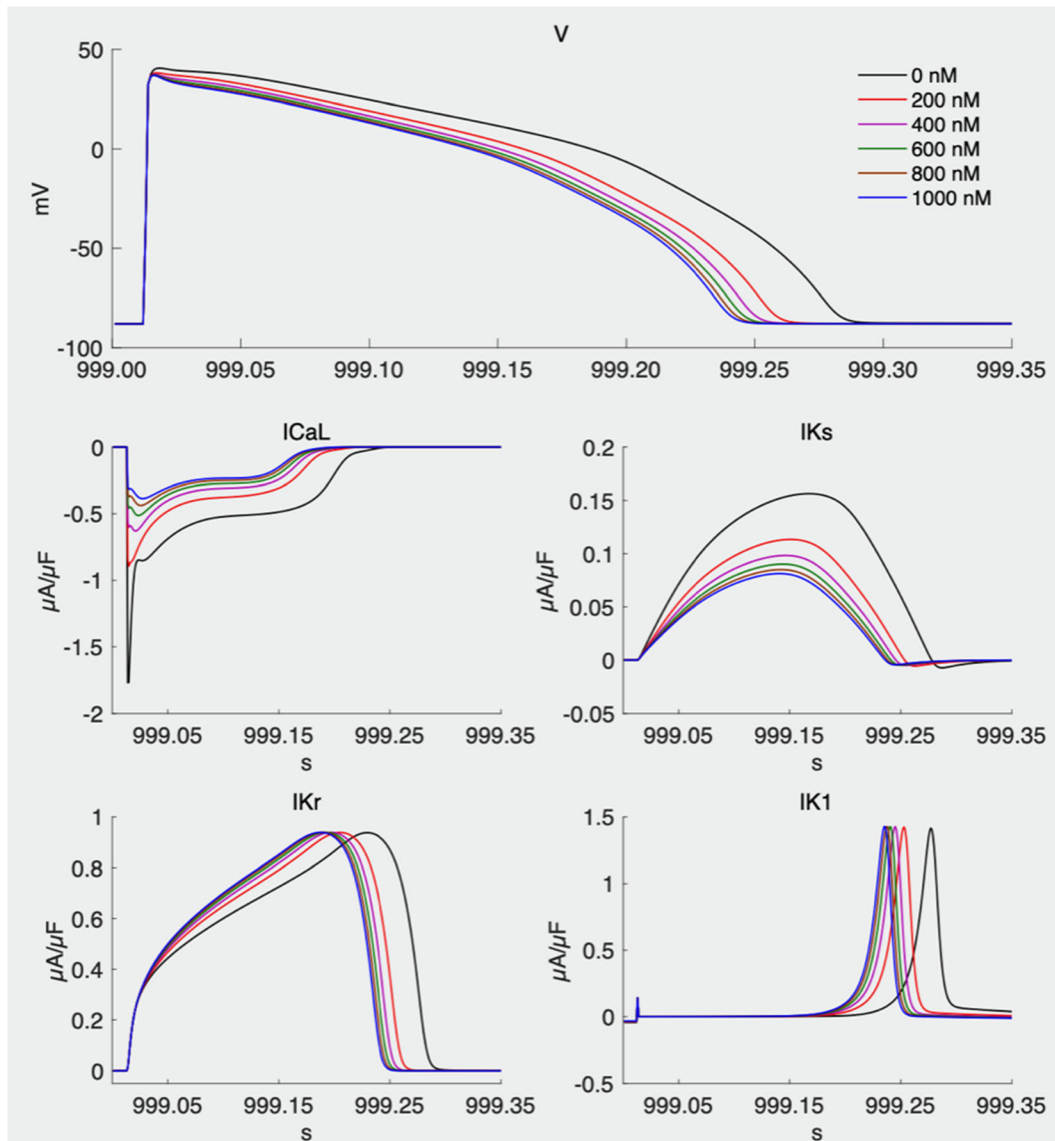 V
50
0
-50
-100
mV
0 nM
200 nM
400 nM
600 nM
800 nM
1000 nM
999.00 999.05 999.10 999.15 999.20 999.25 999.30 999.35
ICaL
0
-0.5
-1
-1.5
-2
µA/µF
999.05 999.15 999.25 999.35
s
IKs
0.2
0.15
0.1
0.05
0
-0.05
µA/µF
999.05 999.15 999.25 999.35
s
IKr
1
0.8
0.6
0.4
0.2
0
µA/µF
999.05 999.15 999.25 999.35
s
IK1
1.5
1
0.5
0
-0.5
µA/µF
999.05 999.15 999.25 999.35
s